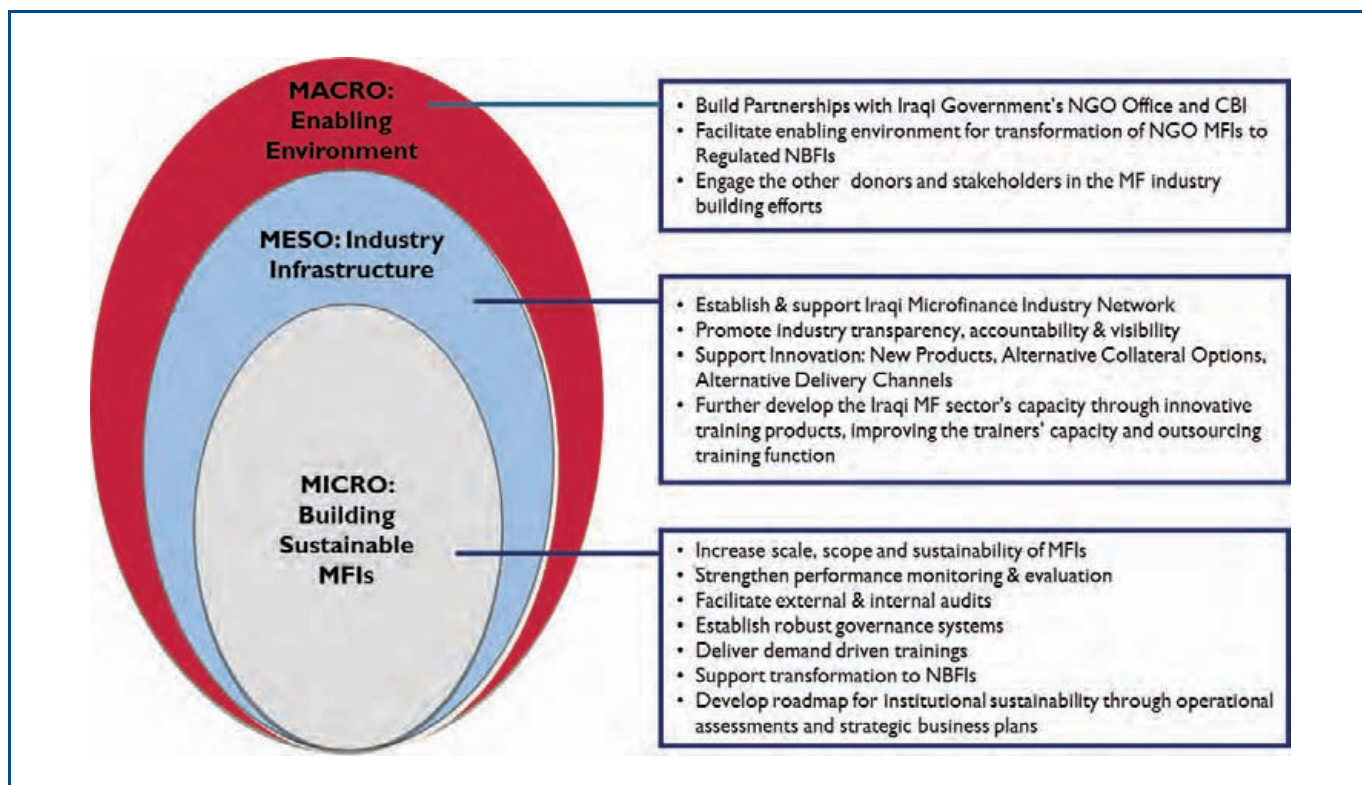 MACRO:
Enabling
Environment
• Build Partnerships with Iraqi Government's NGO Office and CBI
• Facilitate enabling environment for transformation of NGO MFIs to
Regulated NBFIs
• Engage the other donors and stakeholders in the MF industry
building efforts
MESO: Industry
Infrastructure
• Establish & support Iraqi Microfinance Industry Network
• Promote industry transparency, accountability & visibility
• Support Innovation: New Products, Alternative Collateral Options,
Alternative Delivery Channels
• Further develop the Iraqi MF sector's capacity through innovative
training products, improving the trainers' capacity and outsourcing
training function
MICRO:
Building
Sustainable
MFIs
• Increase scale, scope and sustainability of MFIs
• Strengthen performance monitoring & evaluation
• Facilitate external & internal audits
• Establish robust governance systems
• Deliver demand driven trainings
• Support transformation to NBFIs
• Develop roadmap for institutional sustainability through operational
assessments and strategic business plans